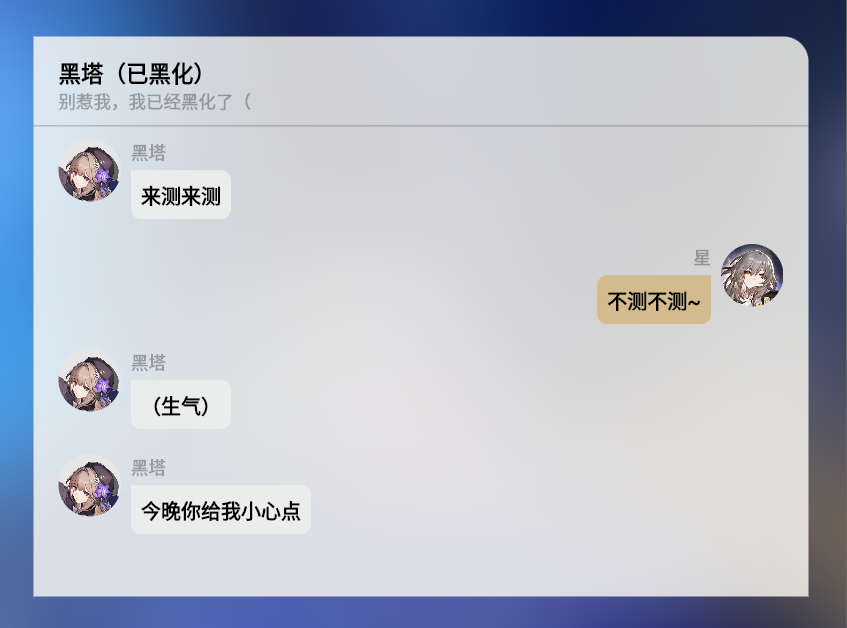 黑塔（已黑化）
别惹我，我已经黑化了（
黑塔
来测来测
星
不测不测~
黑塔
（生气）
黑塔
今晚你给我小心点